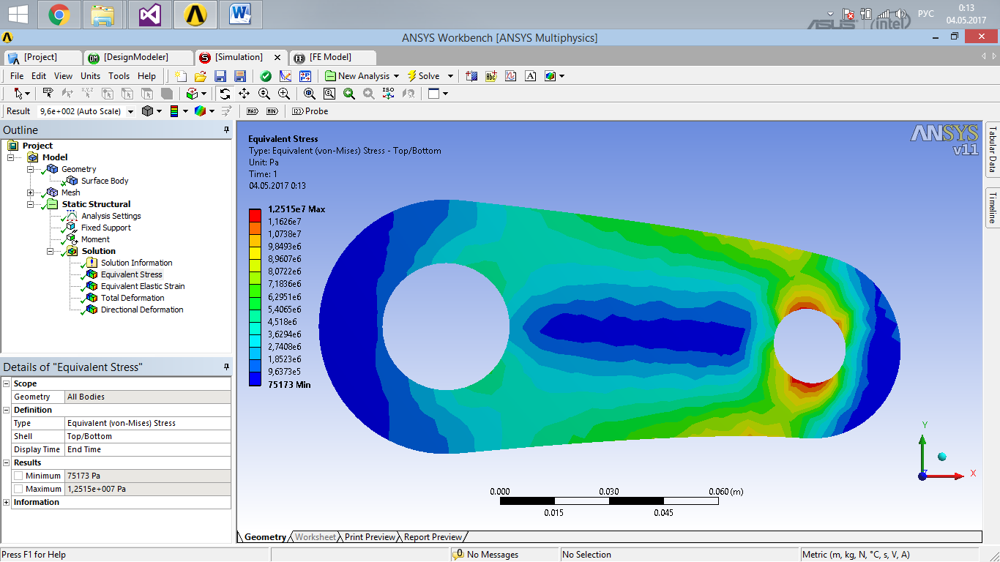 0:13
РУС
04.05.2017
ASUS
intel
ANSYS Workbench [ANSYS Multiphysics]
[Project]
[DesignModeler]
[Simulation]
[FE Model]
File Edit View Units Tools Help
New Analysis
Solve
Result 9,6e+002 (Auto Scale)
MAX MIN
Probe
Outline
Project
Model
Geometry
Surface Body
Mesh
Static Structural
Analysis Settings
Fixed Support
Moment
Solution
Solution Information
Equivalent Stress
Equivalent Elastic Strain
Total Deformation
Directional Deformation
Details of "Equivalent Stress"
Scope
Geometry All Bodies
Definition
Type Equivalent (von-Mises) Stress
Shell Top/Bottom
Display Time End Time
Results
Minimum 75173 Pa
Maximum 1,2515e+007 Pa
Information
Equivalent Stress
Type: Equivalent (von-Mises) Stress - Top/Bottom
Unit: Pa
Time: 1
04.05.2017 0:13
1,2515e7 Max
1,1626e7
1,0738e7
9,8493e6
8,9607e6
8,0722e6
7,1836e6
6,2951e6
5,4065e6
4,518e6
3,6294e6
2,7408e6
1,8523e6
9,6373e5
75173 Min
ANSYS
v11
Tabular Data
Timeline
Y
X
Z
0.000 0.030 0.060 (m)
0.015 0.045
Geometry Worksheet Print Preview Report Preview
Press F1 for Help
0 No Messages
No Selection
Metric (m, kg, N, °C, s, V, A)